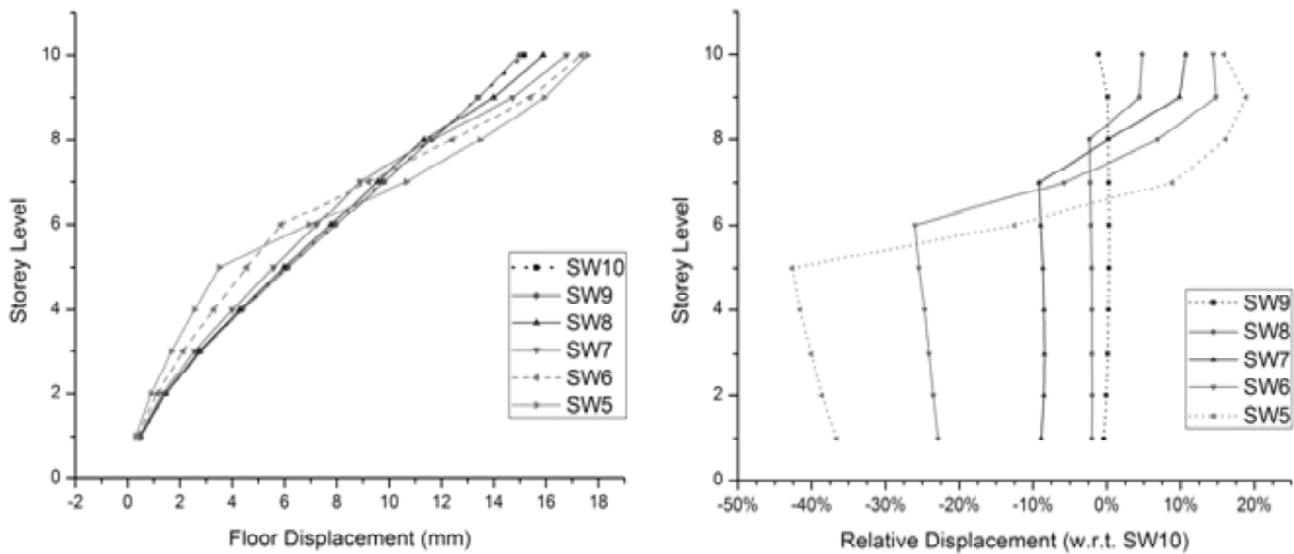 10
8
6
4
2
0
Storey Level
-2 0 2 4 6 8 10 12 14 16 18
Floor Displacement (mm)
SW10
SW9
SW8
SW7
SW6
SW5
10
8
6
4
2
0
Storey Level
-50% -40% -30% -20% -10% 0% 10% 20%
Relative Displacement (w.r.t. SW10)
SW9
SW8
SW7
SW6
SW5